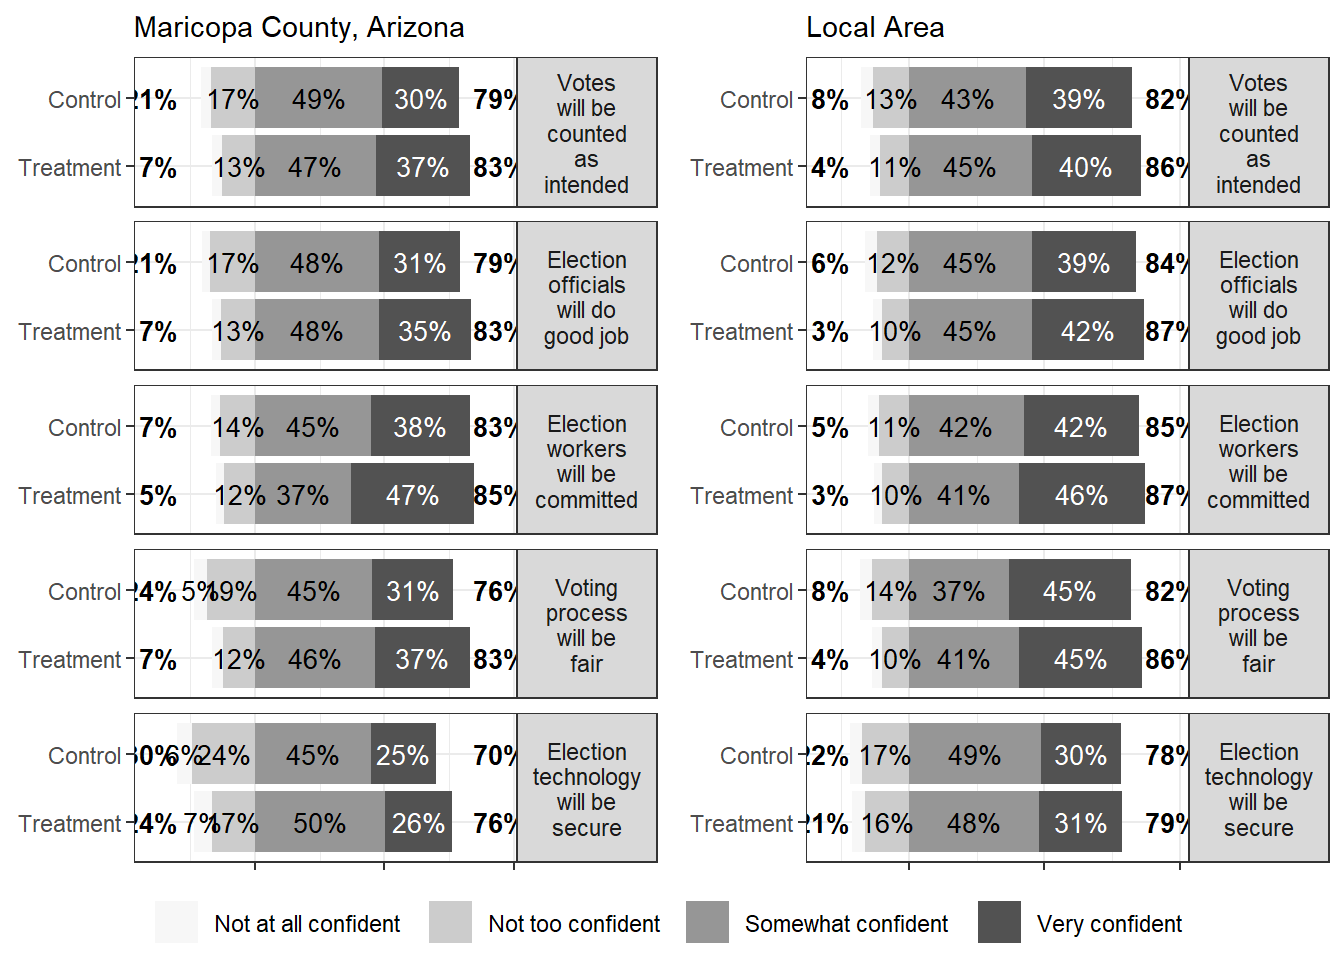 Maricopa County, Arizona
Local Area
Control 21% 17% 49% 30% 79%
Treatment 7% 13% 47% 37% 83%
Votes
will be
counted
as
intended
Control 8% 13% 43% 39% 82%
Treatment 4% 11% 45% 40% 86%
Votes
will be
counted
as
intended
Control 21% 17% 48% 31% 79%
Treatment 7% 13% 48% 35% 83%
Election
officials
will do
good job
Control 6% 12% 45% 39% 84%
Treatment 3% 10% 45% 42% 87%
Election
officials
will do
good job
Control 7% 14% 45% 38% 83%
Treatment 5% 12% 37% 47% 85%
Election
workers
will be
committed
Control 5% 11% 42% 42% 85%
Treatment 3% 10% 41% 46% 87%
Election
workers
will be
committed
Control 24% 5% 19% 45% 31% 76%
Treatment 7% 12% 46% 37% 83%
Voting
process
will be
fair
Control 8% 14% 37% 45% 82%
Treatment 4% 10% 41% 45% 86%
Voting
process
will be
fair
Control 30% 6% 24% 45% 25% 70%
Treatment 24% 7% 17% 50% 26% 76%
Election
technology
will be
secure
Control 22% 17% 49% 30% 78%
Treatment 21% 16% 48% 31% 79%
Election
technology
will be
secure
Not at all confident Not too confident Somewhat confident Very confident